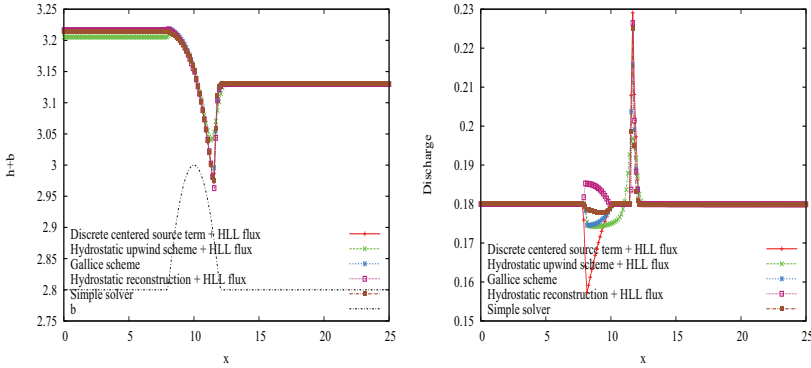 3.25
3.2
3.15
3.1
3.05
3
2.95
2.9
2.85
2.8
2.75
h+b
Discrete centered source term + HLL flux
Hydrostatic upwind scheme + HLL flux
Gallice scheme
Hydrostatic reconstruction + HLL flux
Simple solver
b
0
5
10
15
20
25
x
0.23
0.22
0.21
0.2
0.19
0.18
0.17
0.16
0.15
Discharge
Discrete centered source term + HLL flux
Hydrostatic upwind scheme + HLL flux
Gallice scheme
Hydrostatic reconstruction + HLL flux
Simple solver
0
5
10
15
20
25
x